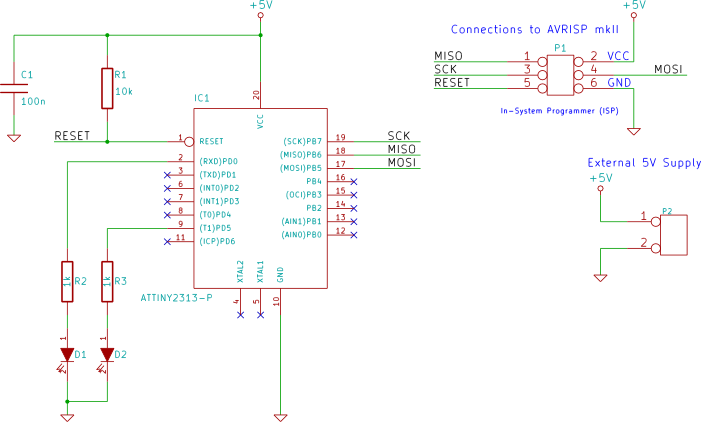 +5V
+5V
Connections to AVRISP mkII
P1
MISO 1 2 VCC
SCK 3 4 MOSI
RESET 5 6 GND
In-System Programmer (ISP)
C1
100n
R1
10k
IC1
20
VCC
RESET 1 RESET
2 (RXD)PD0
3 (TXD)PD1
6 (INT0)PD2
7 (INT1)PD3
8 (T0)PD4
9 (T1)PD5
11 (ICP)PD6
(SCK)PB7 19 SCK
(MISO)PB6 18 MISO
(MOSI)PB5 17 MOSI
PB4 16
(OCI)PB3 15
PB2 14
(AIN1)PB1 13
(AIN0)PB0 12
XTAL2
XTAL1
GND
4
5
10
ATTINY2313-P
External 5V Supply
+5V
P2
1
2
1k R2
1k R3
1
D1
2
1
D2
2